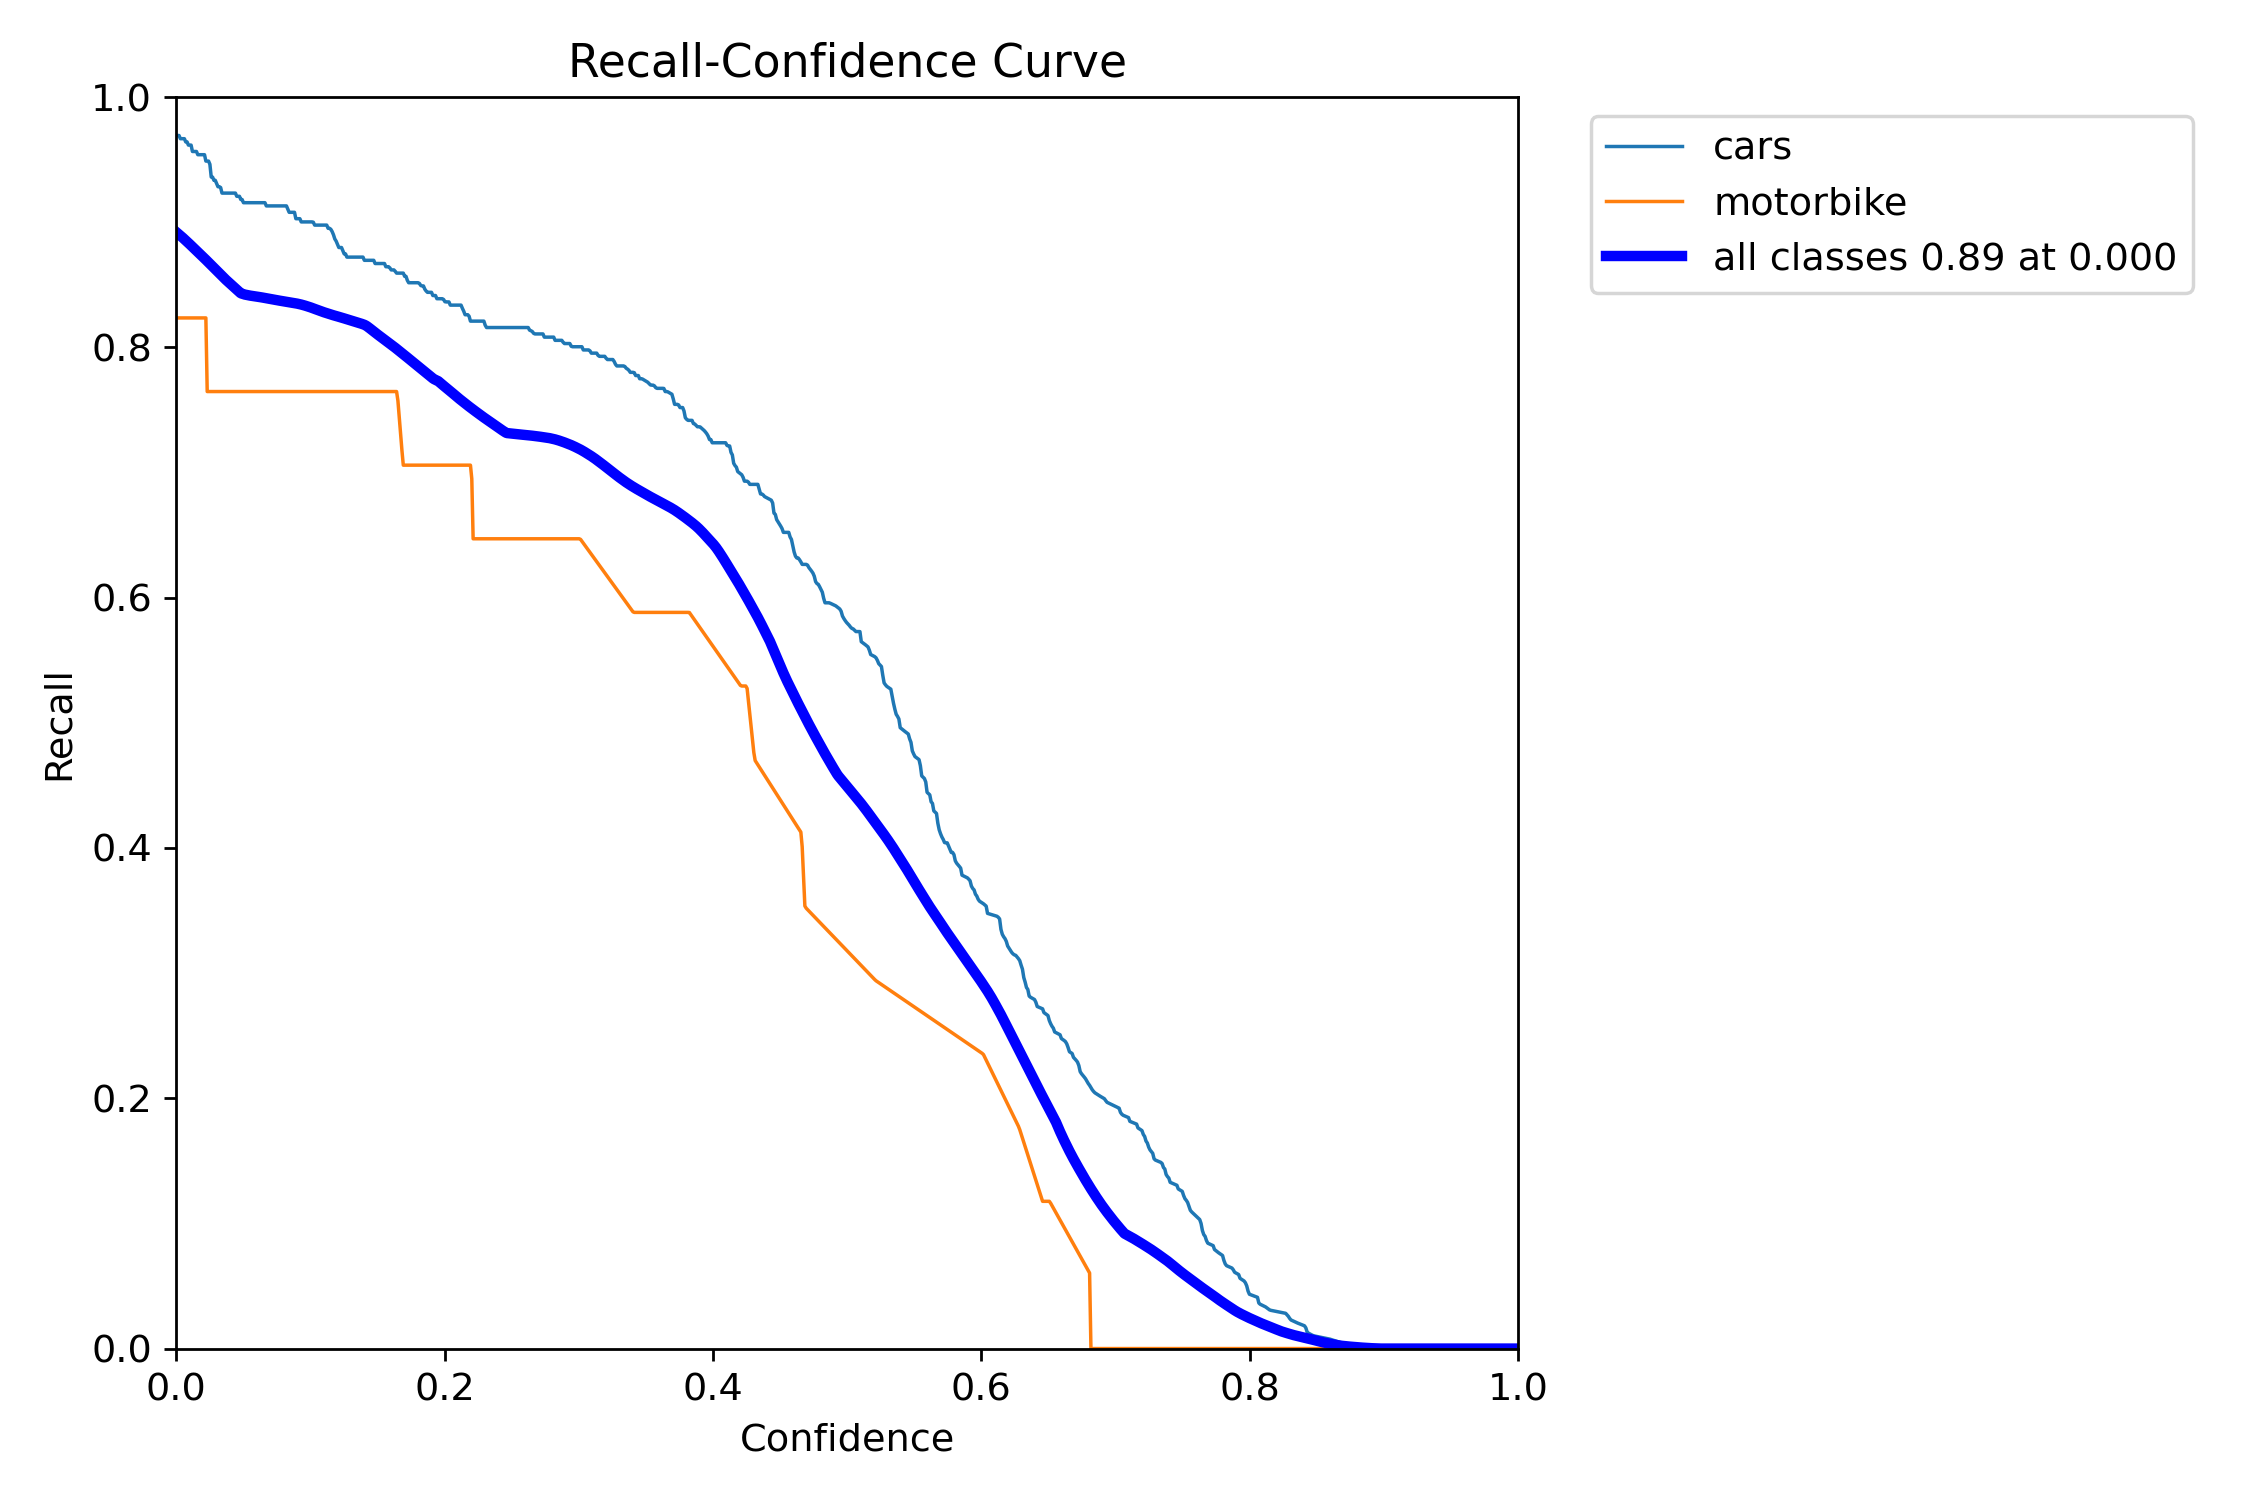 Recall-Confidence Curve
1.0
0.8
0.6
0.4
0.2
0.0
Recall
0.0 0.2 0.4 0.6 0.8 1.0
Confidence
cars
motorbike
all classes 0.89 at 0.000